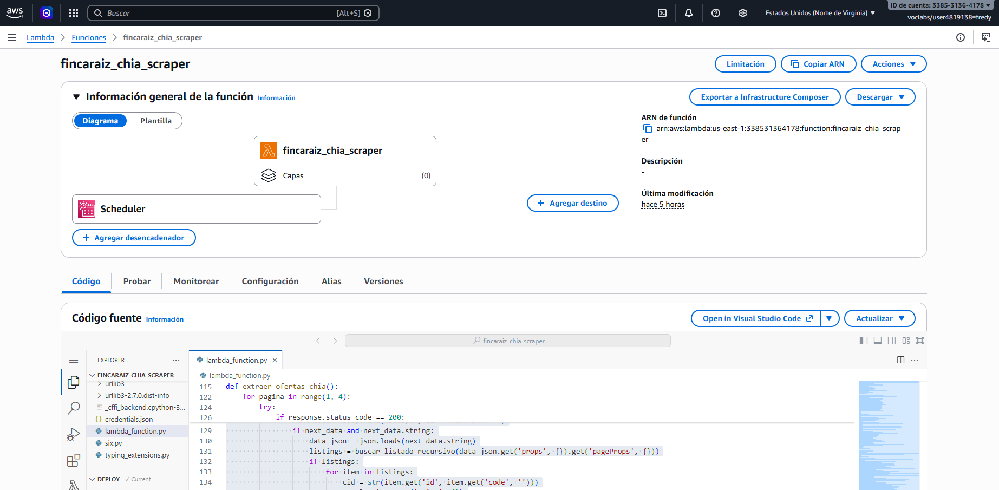 aws
Buscar
[Alt+S]
Estados Unidos (Norte de Virginia)
ID de cuenta: 3385-3136-4178
voclabs/user4819138=fredy
Lambda
Funciones
fincaraiz_chia_scraper
fincaraiz_chia_scraper
Limitación
Copiar ARN
Acciones
Información general de la función
Información
Exportar a Infrastructure Composer
Descargar
Diagrama
Plantilla
fincaraiz_chia_scraper
Capas
(0)
Scheduler
+ Agregar destino
+ Agregar desencadenador
ARN de función
arn:aws:lambda:us-east-1:338531364178:function:fincaraiz_chia_scrap
er
Descripción
-
Última modificación
hace 5 horas
Código
Probar
Monitorear
Configuración
Alias
Versiones
Código fuente
Información
Open in Visual Studio Code
Actualizar
fincaraiz_chia_scraper
EXPLORER
FINCARAIZ_CHIA_SCRAPER
urllib3
urllib3-2.7.0.dist-info
_cffi_backend.cpython-3...
credentials.json
lambda_function.py
six.py
typing_extensions.py
DEPLOY
✓ Current
lambda_function.py
lambda_function.py
115 def extraer_ofertas_chia():
122 for pagina in range(1, 4):
124 try:
126 if response.status_code == 200:
129 if next_data and next_data.string:
130 data_json = json.loads(next_data.string)
131 listings = buscar_listado_recursivo(data_json.get('props', {}).get('pageProps', {}))
132 if listings:
133 for item in listings:
134 cid = str(item.get('id', item.get('code', '')))